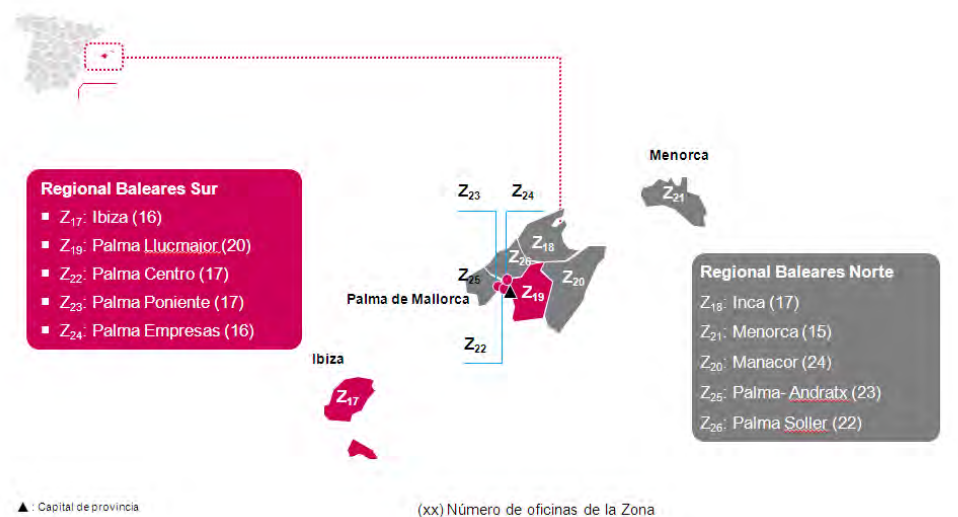 Menorca
Z21
Regional Baleares Sur
Z17: Ibiza (16)
Z19: Palma Llucmajor (20)
Z22: Palma Centro (17)
Z23: Palma Poniente (17)
Z24: Palma Empresas (16)
Z23
Z24
Z18
Z26
Z25
Z20
Z19
Palma de Mallorca
Z22
Ibiza
Z17
Regional Baleares Norte
Z18: Inca (17)
Z21: Menorca (15)
Z20: Manacor (24)
Z25: Palma- Andratx (23)
Z26: Palma Soller (22)
▲ : Capital de provincia
(xx) Número de oficinas de la Zona